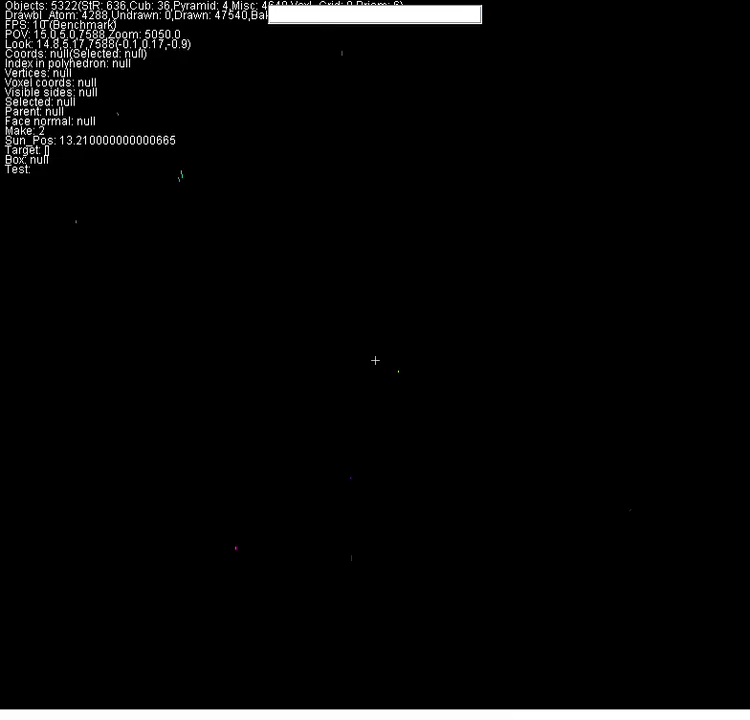 Objects: 5322(StR: 636,Cub: 36,Pyramid: 4,Misc: 4640,Voxl_Grid: 0,Prism: 6)
Drawbl_Atom: 4288,Undrawn: 0,Drawn: 47540,Bak
FPS: 10 (Benchmark)
POV: 15.0,5.0,7588,Zoom: 5050.0
Look: 14.8,5.17,7588(-0.1,0.17,-0.9)
Coords: null(Selected: null)
Index in polyhedron: null
Vertices: null
Voxel coords: null
Visible sides: null
Selected: null
Parent: null
Face normal: null
Make: 2
Sun_Pos: 13.210000000000665
Target: []
Box: null
Test: